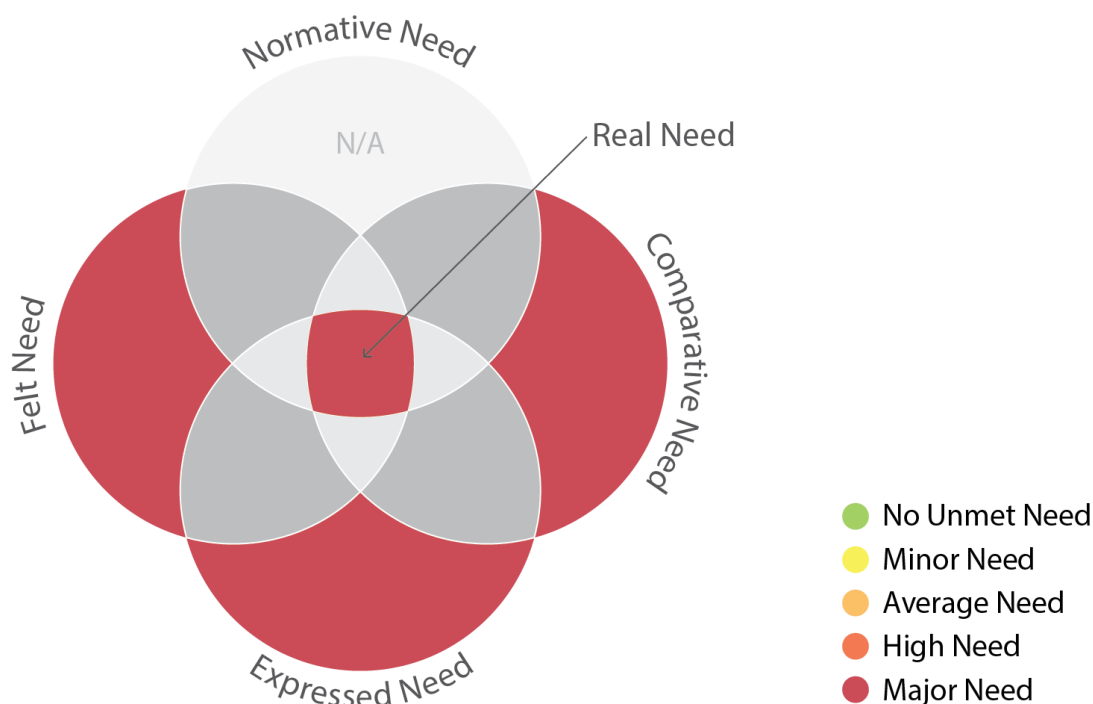 Normative Need
N/A
Real Need
Comparative Need
Felt Need
Expressed Need
No Unmet Need
Minor Need
Average Need
High Need
Major Need